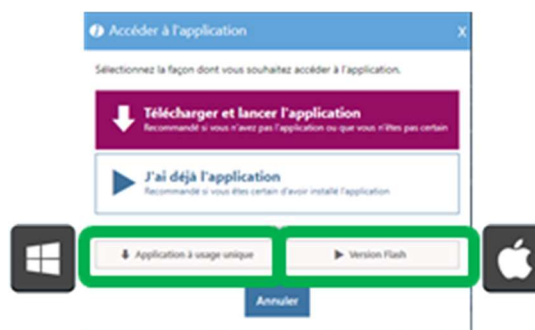 Accéder à l'application
X
Sélectionnez la façon dont vous souhaitez accéder à l'application.
Télécharger et lancer l'application
Recommandé si vous n'avez pas l'application ou que vous n'êtes pas certain
J'ai déjà l'application
Recommandé si vous êtes certain d'avoir installé l'application
Application à usage unique
Version Flash
Annuler